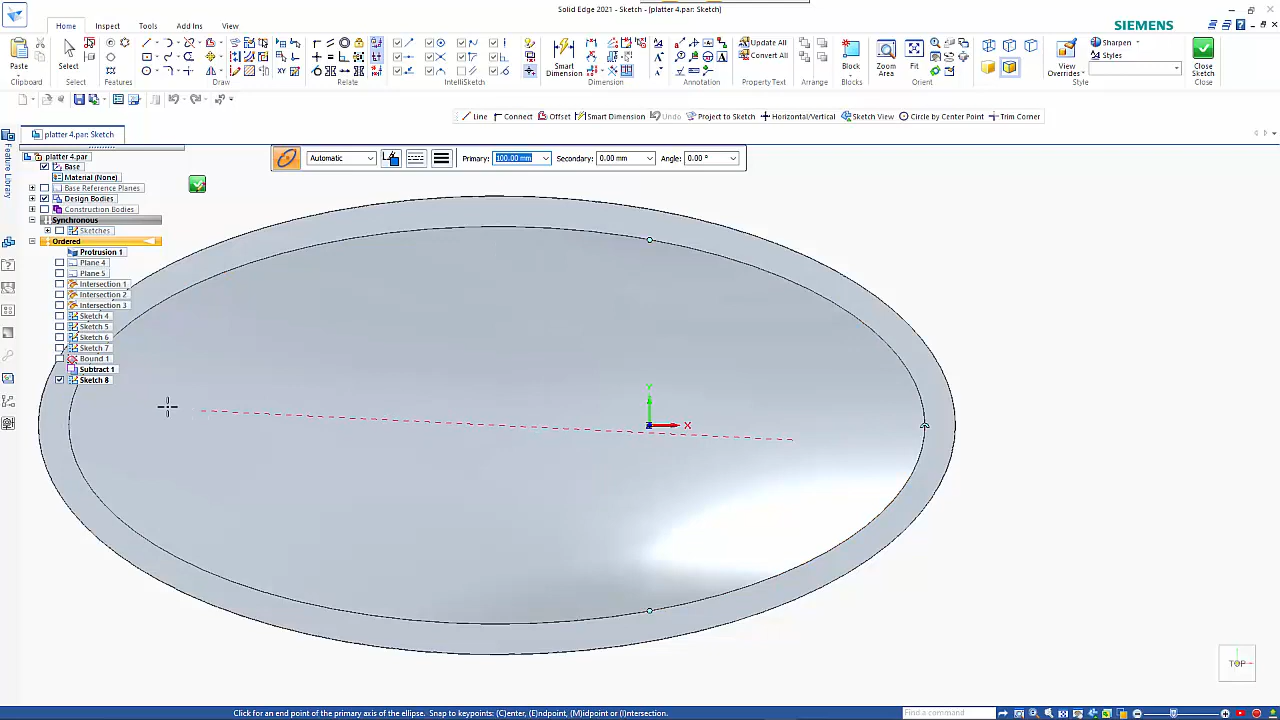 Solid Edge 2021 - Sketch - [platter 4.par: Sketch]
Home Inspect Tools Add Ins View
SIEMENS
Paste Select Smart Dimension Zoom Area Fit View Overrides Close Sketch
Update All
Convert All
Block
Sharpen
Styles
Clipboard Select Features Draw Relate IntelliSketch Dimension Annotation PropertyText Arrange Blocks Orient Style Close
Line Connect Offset Smart Dimension Undo Project to Sketch Horizontal/Vertical Sketch View Circle by Center Point Trim Corner
platter 4.par: Sketch
Feature Library
Automatic Primary: 100.00 mm Secondary: 0.00 mm Angle: 0.00 °
platter 4.par
Base
Material (None)
Base Reference Planes
Design Bodies
Construction Bodies
Synchronous
Sketches
Ordered
Protrusion 1
Plane 4
Plane 5
Intersection 1
Intersection 2
Intersection 3
Sketch 4
Sketch 5
Sketch 6
Sketch 7
Bound 1
Subtract 1
Sketch 8
Y
X
TOP
Click for an end point of the primary axis of the ellipse. Snap to keypoints: (C)enter, (E)ndpoint, (M)idpoint or (I)ntersection.
Find a command